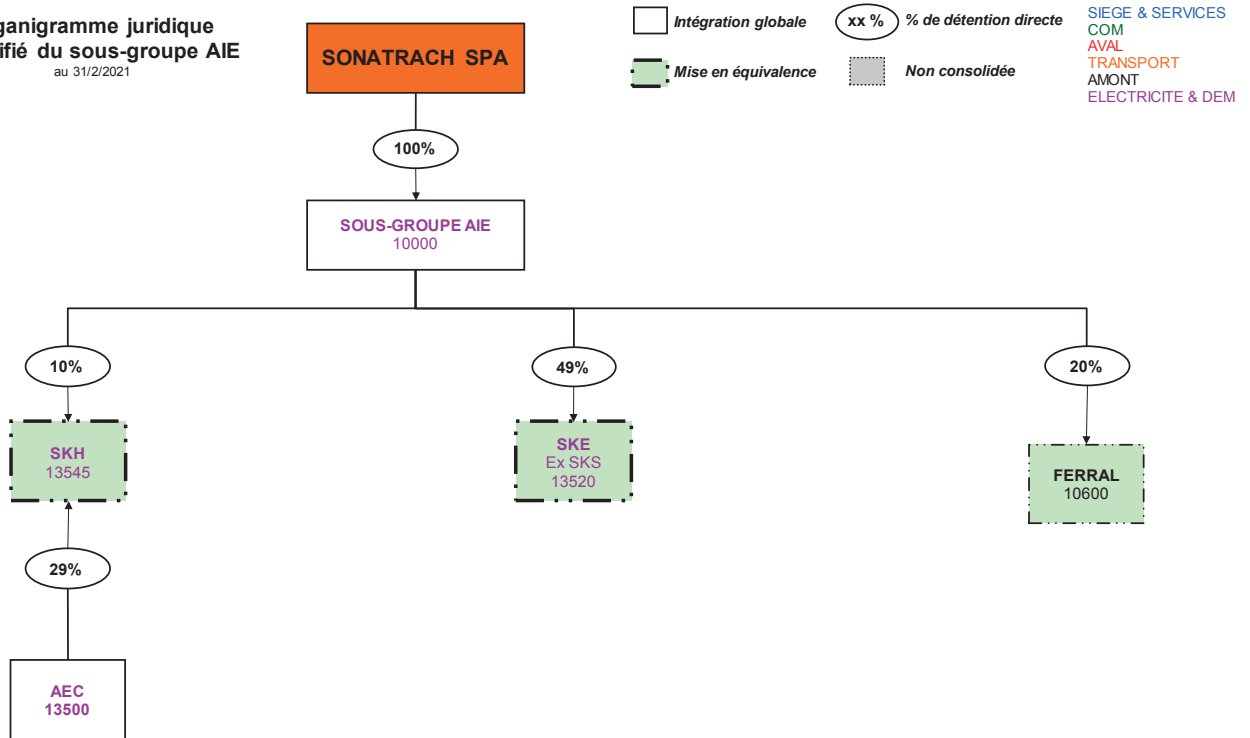 ganigramme juridique
ifié du sous-groupe AIE
au 31/2/2021
SONATRACH SPA
Intégration globale
xx %
% de détention directe
Mise en équivalence
Non consolidée
SIEGE & SERVICES
COM
AVAL
TRANSPORT
AMONT
ELECTRICITE & DEM
100%
SOUS-GROUPE AIE
10000
10%
49%
20%
SKH
13545
SKE
Ex SKS
13520
FERRAL
10600
29%
AEC
13500